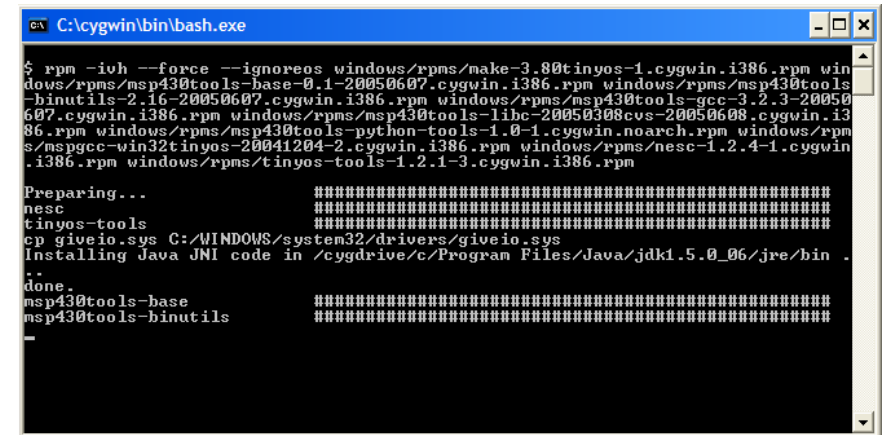 C:\cygwin\bin\bash.exe
$ rpm -ivh --force --ignoreos windows/rpms/make-3.80tinyos-1.cygwin.i386.rpm win
dows/rpms/msp430tools-base-0.1-20050607.cygwin.i386.rpm windows/rpms/msp430tools
-binutils-2.16-20050607.cygwin.i386.rpm windows/rpms/msp430tools-gcc-3.2.3-20050
607.cygwin.i386.rpm windows/rpms/msp430tools-libc-20050308cvs-20050608.cygwin.i3
86.rpm windows/rpms/msp430tools-python-tools-1.0-1.cygwin.noarch.rpm windows/rpm
s/mspgcc-win32tinyos-20041204-2.cygwin.i386.rpm windows/rpms/nesc-1.2.4-1.cygwin
.i386.rpm windows/rpms/tinyos-tools-1.2.1-3.cygwin.i386.rpm
Preparing... ##################################################
nesc ##################################################
tinyos-tools ##################################################
cp giveio.sys C:/WINDOWS/system32/drivers/giveio.sys
Installing Java JNI code in /cygdrive/c/Program Files/Java/jdk1.5.0_06/jre/bin .
..
done.
msp430tools-base ##################################################
msp430tools-binutils ##################################################